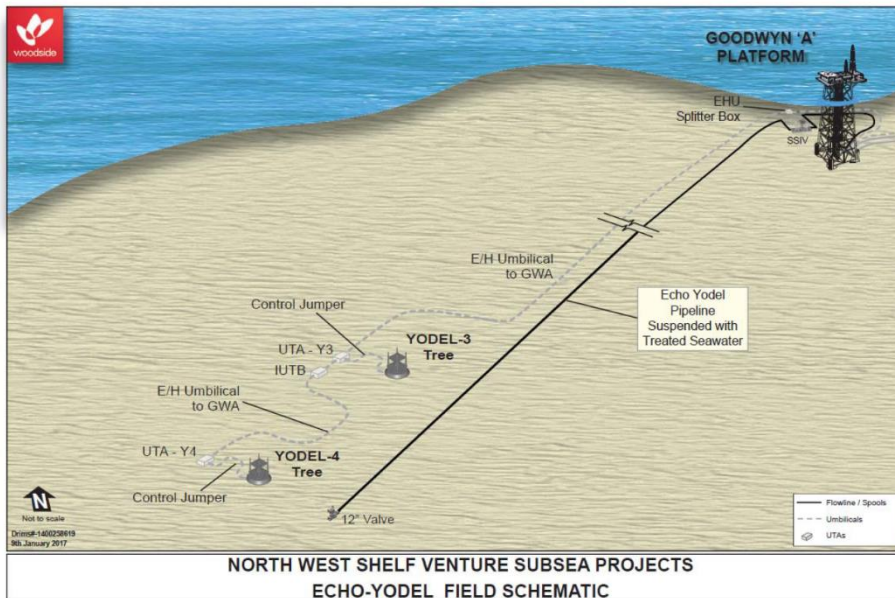 woodside
GOODWYN 'A'
PLATFORM
EHU
Splitter Box
SSIV
E/H Umbilical
to GWA
Echo Yodel
Pipeline
Suspended with
Treated Seawater
Control Jumper
YODEL-3
Tree
UTA - Y3
IUTB
E/H Umbilical
to GWA
YODEL-4
Tree
UTA - Y4
Control Jumper
12" Valve
N
Not to scale
9th January 2017
Flowline / Spools
Umbilicals
UTAs
NORTH WEST SHELF VENTURE SUBSEA PROJECTS
ECHO-YODEL FIELD SCHEMATIC